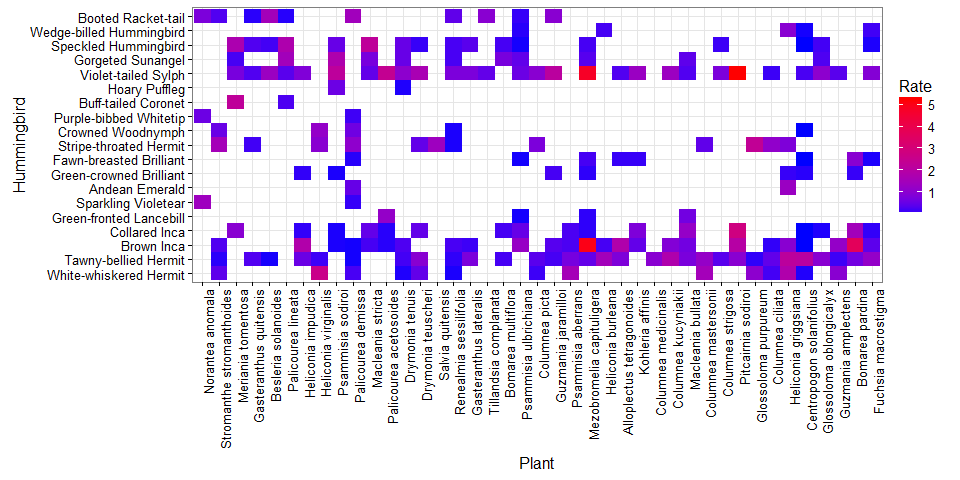 Hummingbird
Booted Racket-tail
Wedge-billed Hummingbird
Speckled Hummingbird
Gorgeted Sunangel
Violet-tailed Sylph
Hoary Puffleg
Buff-tailed Coronet
Purple-bibbed Whitetip
Crowned Woodnymph
Stripe-throated Hermit
Fawn-breasted Brilliant
Green-crowned Brilliant
Andean Emerald
Sparkling Violetear
Green-fronted Lancebill
Collared Inca
Brown Inca
Tawny-bellied Hermit
White-whiskered Hermit
Norantea anomala
Stromanthe stromanthoides
Meriania tomentosa
Gasteranthus quitensis
Besleria solanoides
Palicourea lineata
Heliconia impudica
Heliconia virginalis
Psammisia sodiroi
Palicourea demissa
Macleania stricta
Palicourea acetosoides
Drymonia tenuis
Drymonia teuscheri
Salvia quitensis
Renealmia sessilifolia
Gasteranthus lateralis
Tillandsia complanata
Bomarea multiflora
Psammisia ulbrichiana
Columnea picta
Guzmania jaramilloi
Psammisia aberrans
Mezobromelia capituligera
Heliconia burleana
Alloplectus tetragonoides
Kohleria affinis
Columnea medicinalis
Columnea kucyniakii
Macleania bullata
Columnea mastersonii
Columnea strigosa
Pitcairnia sodiroi
Glossoloma purpureum
Columnea ciliata
Heliconia griggsiana
Centropogon solanifolius
Glossoloma oblongicalyx
Guzmania amplectens
Bomarea pardina
Fuchsia macrostigma
Plant
Rate
5
4
3
2
1